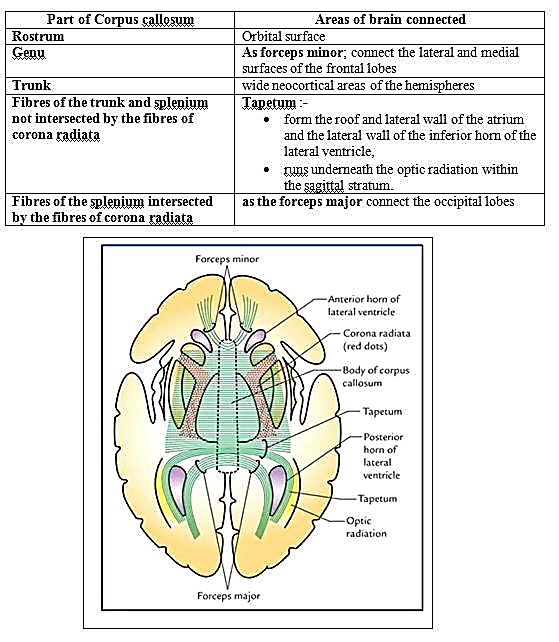 Part of Corpus callosum Areas of brain connected
Rostrum Orbital surface
Genu As forceps minor; connect the lateral and medial
surfaces of the frontal lobes
Trunk wide neocortical areas of the hemispheres
Fibres of the trunk and splenium
not intersected by the fibres of
corona radiata
Tapetum :-
• form the roof and lateral wall of the atrium
and the lateral wall of the inferior horn of the
lateral ventricle,
• runs underneath the optic radiation within
the sagittal stratum.
Fibres of the splenium intersected
by the fibres of corona radiata
as the forceps major connect the occipital lobes
Forceps minor
Anterior horn of
lateral ventricle
Corona radiata
(red dots)
Body of corpus
callosum
Tapetum
Posterior
horn of
lateral
ventricle
Tapetum
Optic
radiation
Forceps major